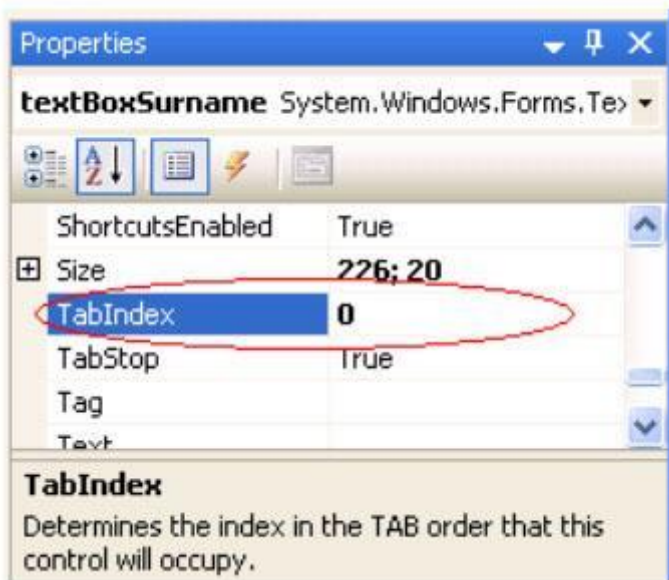 Properties
textBoxSurname System.Windows.Forms.Te
ShortcutsEnabled True
Size 226; 20
TabIndex 0
TabStop True
Tag
Text
TabIndex
Determines the index in the TAB order that this
control will occupy.